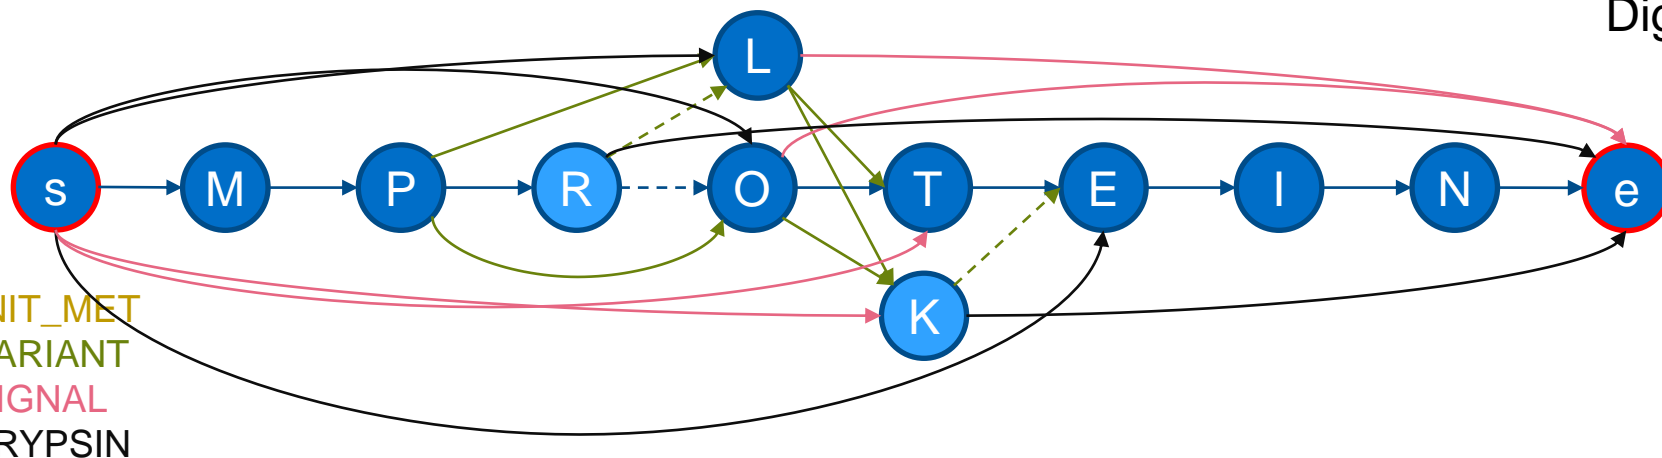 Dig
L
s M P R O T E I N e
K
NIT_MET
ARIANT
IGNAL
RYPSIN